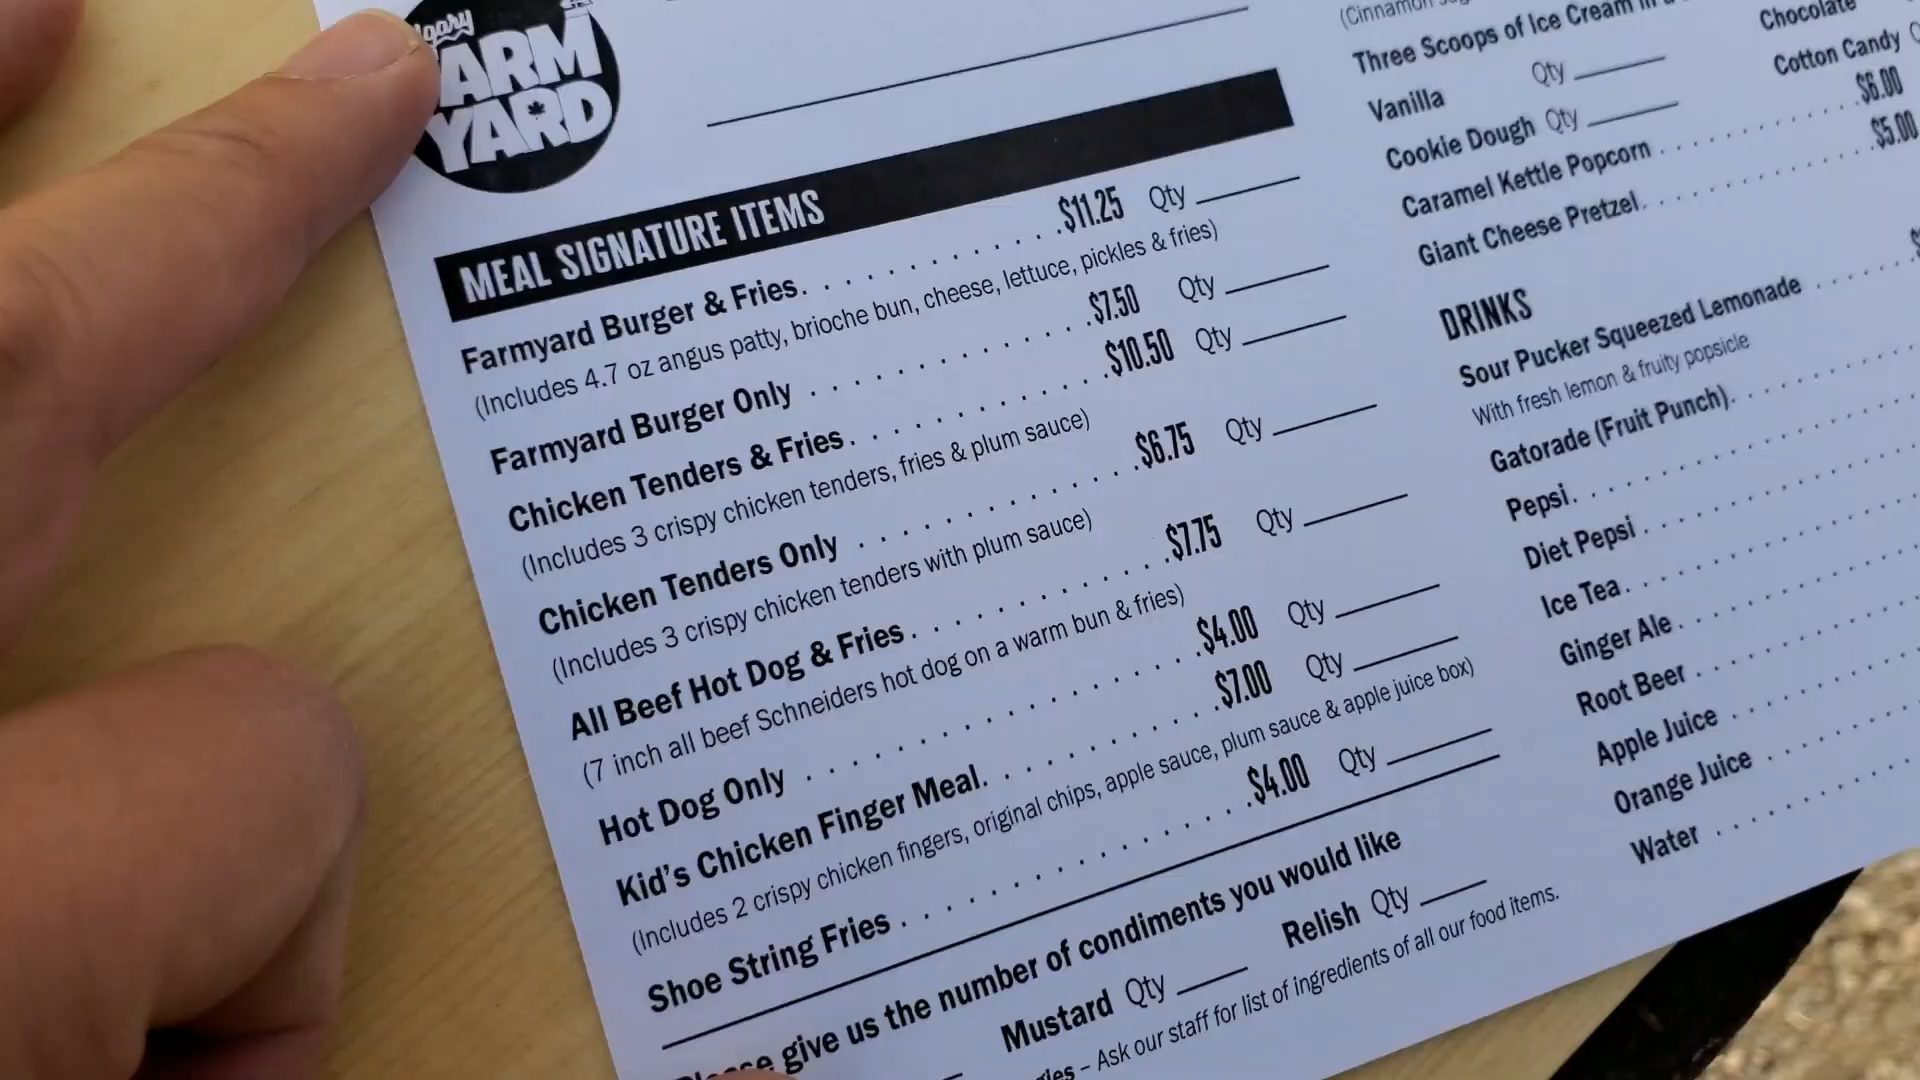 ARM
YARD
MEAL SIGNATURE ITEMS
Farmyard Burger & Fries. . . . . . . . . . . .$11.25 Qty
(Includes 4.7 oz angus patty, brioche bun, cheese, lettuce, pickles & fries)
Farmyard Burger Only . . . . . . . . . . . . .$7.50 Qty
Chicken Tenders & Fries. . . . . . . . . . . .$10.50 Qty
(Includes 3 crispy chicken tenders, fries & plum sauce)
Chicken Tenders Only . . . . . . . . . . . . .$6.75 Qty
(Includes 3 crispy chicken tenders with plum sauce)
All Beef Hot Dog & Fries. . . . . . . . . . . .$7.75 Qty
(7 inch all beef Schneiders hot dog on a warm bun & fries)
Hot Dog Only . . . . . . . . . . . . . . . . . .$4.00 Qty
Kid's Chicken Finger Meal. . . . . . . . . . .$7.00 Qty
(Includes 2 crispy chicken fingers, original chips, apple sauce, plum sauce & apple juice box)
Shoe String Fries . . . . . . . . . . . . . . . .$4.00 Qty
give us the number of condiments you would like
Mustard Qty Relish Qty
– Ask our staff for list of ingredients of all our food items.
(Cinnamon
Three Scoops of Ice Cream in
Vanilla Qty Chocolate
Cookie Dough Qty Cotton Candy
Caramel Kettle Popcorn . . . . . . . . . . . .$6.00
Giant Cheese Pretzel. . . . . . . . . . . . . .$5.00
DRINKS
Sour Pucker Squeezed Lemonade . . . . . .
With fresh lemon & fruity popsicle
Gatorade (Fruit Punch). . . . . . . . . .
Pepsi. . . . . . . . . . . . . . . . . .
Diet Pepsi . . . . . . . . . . . . . . .
Ice Tea. . . . . . . . . . . . . . . .
Ginger Ale. . . . . . . . . . . . . .
Root Beer . . . . . . . . . . . . .
Apple Juice . . . . . . . . . . .
Orange Juice . . . . . . . . . .
Water . . . . . . . . . . . . .